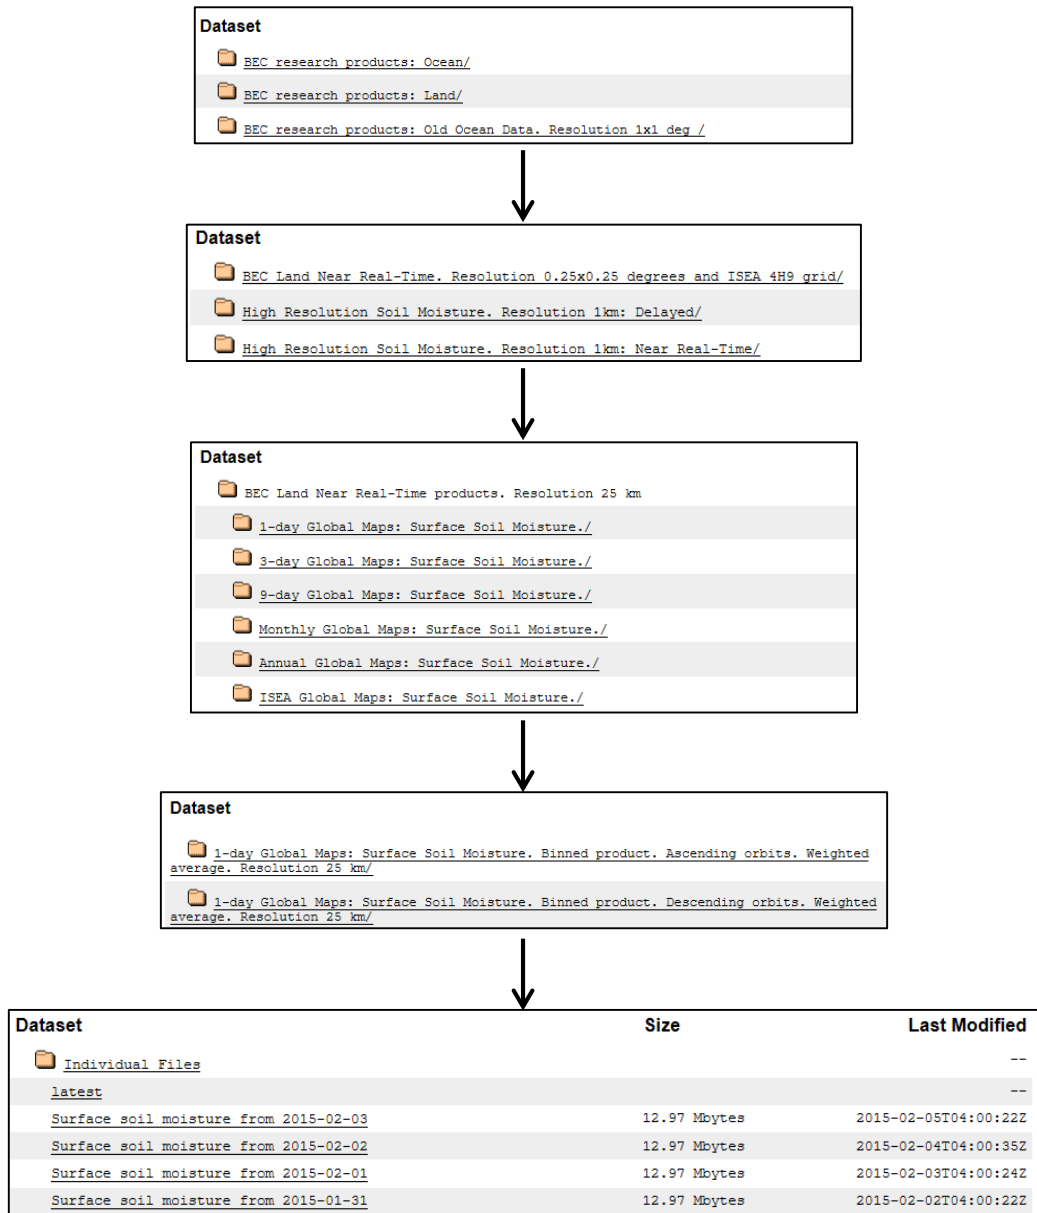 Dataset
BEC research products: Ocean/
BEC research products: Land/
BEC research products: Old Ocean Data. Resolution 1x1 deg /
Dataset
BEC Land Near Real-Time. Resolution 0.25x0.25 degrees and ISEA 4H9 grid/
High Resolution Soil Moisture. Resolution 1km: Delayed/
High Resolution Soil Moisture. Resolution 1km: Near Real-Time/
Dataset
BEC Land Near Real-Time products. Resolution 25 km
1-day Global Maps: Surface Soil Moisture./
3-day Global Maps: Surface Soil Moisture./
9-day Global Maps: Surface Soil Moisture./
Monthly Global Maps: Surface Soil Moisture./
Annual Global Maps: Surface Soil Moisture./
ISEA Global Maps: Surface Soil Moisture./
Dataset
1-day Global Maps: Surface Soil Moisture. Binned product. Ascending orbits. Weighted
average. Resolution 25 km/
1-day Global Maps: Surface Soil Moisture. Binned product. Descending orbits. Weighted
average. Resolution 25 km/
Dataset Size Last Modified
Individual Files --
latest --
Surface soil moisture from 2015-02-03 12.97 Mbytes 2015-02-05T04:00:22Z
Surface soil moisture from 2015-02-02 12.97 Mbytes 2015-02-04T04:00:35Z
Surface soil moisture from 2015-02-01 12.97 Mbytes 2015-02-03T04:00:24Z
Surface soil moisture from 2015-01-31 12.97 Mbytes 2015-02-02T04:00:22Z